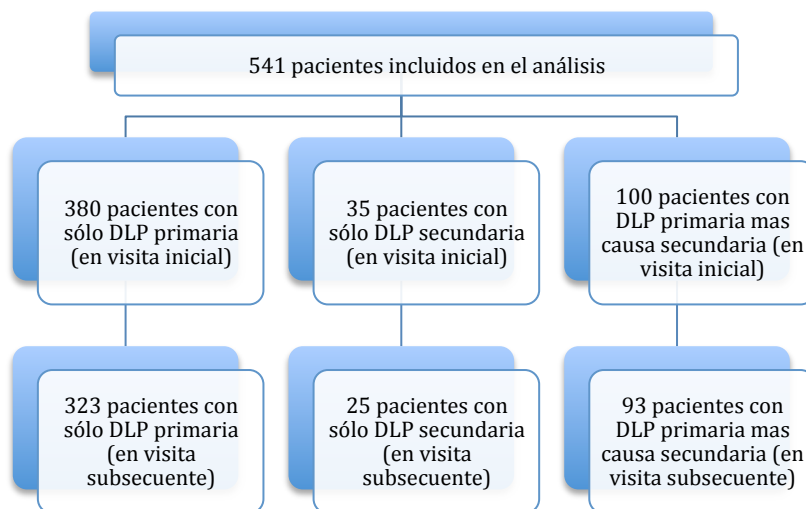 541 pacientes incluidos en el análisis
380 pacientes con
sólo DLP primaria
(en visita inicial)
35 pacientes con
sólo DLP secundaria
(en visita inicial)
100 pacientes con
DLP primaria mas
causa secundaria (en
visita inicial)
323 pacientes con
sólo DLP primaria
(en visita
subsecuente)
25 pacientes con
sólo DLP secundaria
(en visita
subsecuente)
93 pacientes con
DLP primaria mas
causa secundaria (en
visita subsecuente)